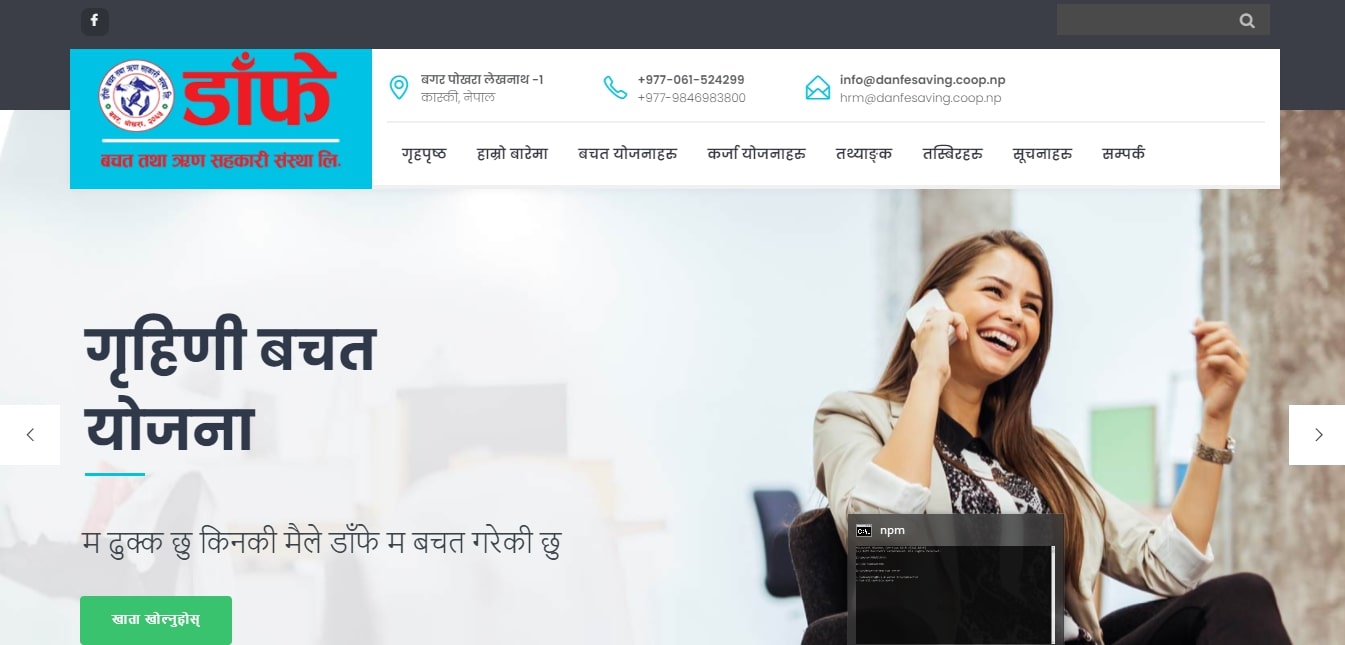 डाँफे
बचत तथा ऋण सहकारी संस्था लि.
बगर पोखरा लेखनाथ -1
कास्की, नेपाल
+977-061-524299
+977-9846983800
info@danfesaving.coop.np
hrm@danfesaving.coop.np
गृहपृष्ठ हाम्रो बारेमा बचत योजनाहरु कर्जा योजनाहरु तथ्याङ्क तस्बिरहरु सूचनाहरु सम्पर्क
गृहिणी बचत
योजना
म ढुक्क छु किनकी मैले डाँफे म बचत गरेकी छु
खाता खोल्नुहोस्
npm